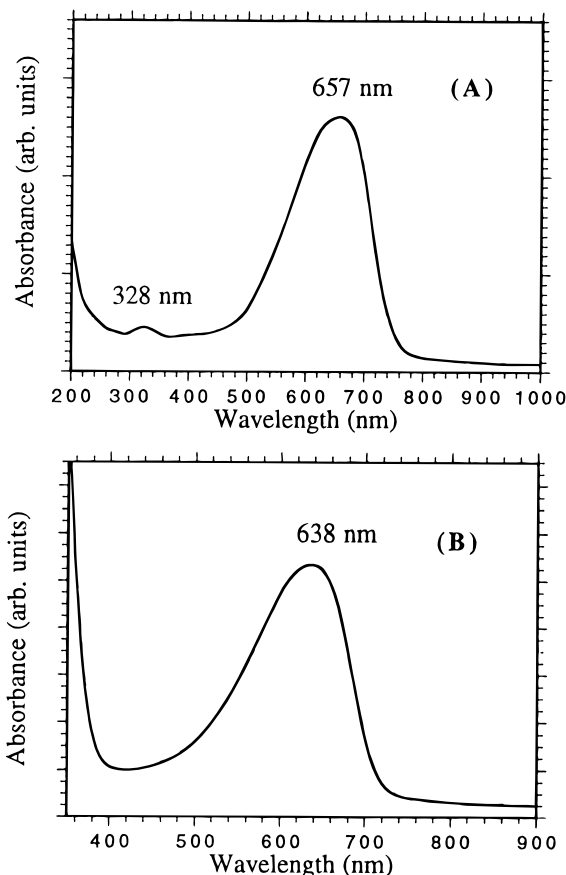 657 nm
(A)
Absorbance (arb. units)
328 nm
200 300 400 500 600 700 800 900 1000
Wavelength (nm)
638 nm
(B)
Absorbance (arb. units)
400 500 600 700 800 900
Wavelength (nm)